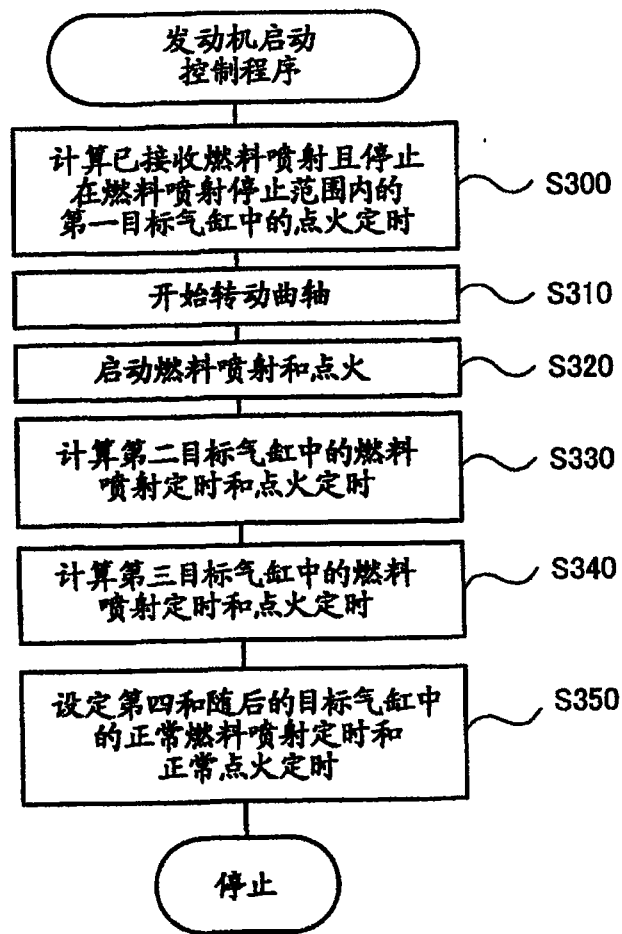 发动机启动
控制程序
计算已接收燃料喷射且停止
在燃料喷射停止范围内的
第一目标气缸中的点火定时
S300
开始转动曲轴
S310
启动燃料喷射和点火
S320
计算第二目标气缸中的燃料
喷射定时和点火定时
S330
计算第三目标气缸中的燃料
喷射定时和点火定时
S340
设定第四和随后的目标气缸中
的正常燃料喷射定时和
正常点火定时
S350
停止